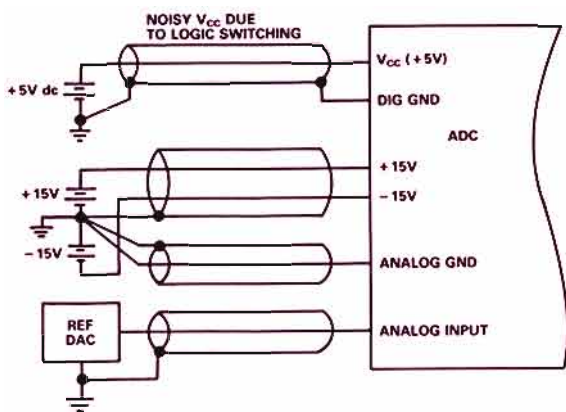 NOISY VCC DUE
TO LOGIC SWITCHING
+5V dc
VCC (+5V)
DIG GND
ADC
+15V
-15V
+15V
-15V
ANALOG GND
REF
DAC
ANALOG INPUT